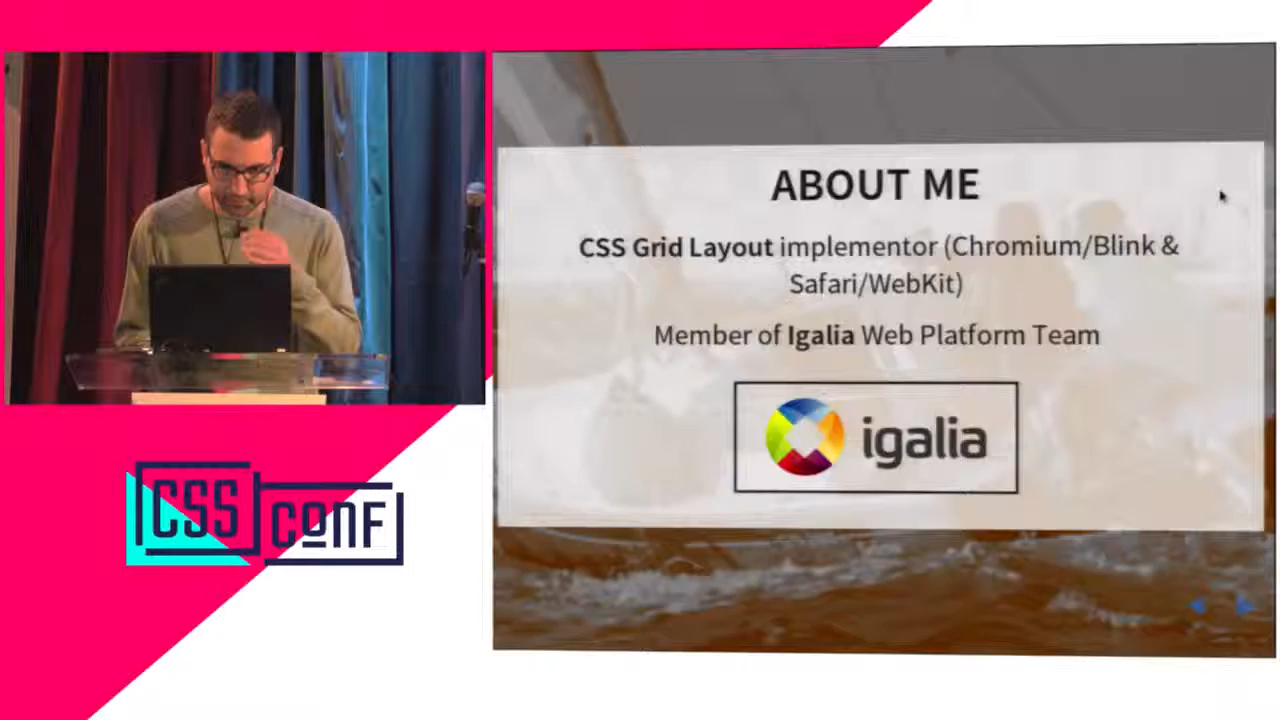 ABOUT ME
CSS Grid Layout implementor (Chromium/Blink &
Safari/WebKit)
Member of Igalia Web Platform Team
igalia
CSS
CONF